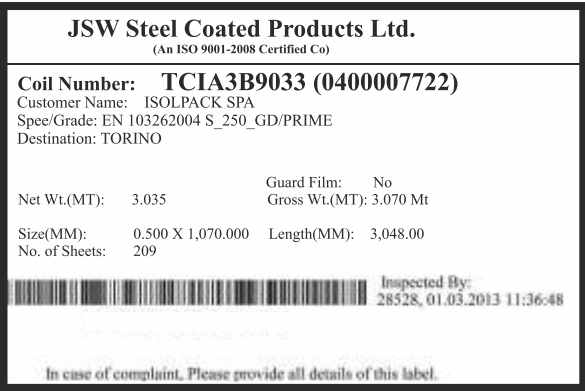 JSW Steel Coated Products Ltd.
(An ISO 9001-2008 Certified Co)
Coil Number: TCIA3B9033 (0400007722)
Customer Name: ISOLPACK SPA
Spee/Grade: EN 103262004 S_250_GD/PRIME
Destination: TORINO
Guard Film: No
Net Wt.(MT): 3.035 Gross Wt.(MT): 3.070 Mt
Size(MM): 0.500 X 1,070.000 Length(MM): 3,048.00
No. of Sheets: 209
Inspected By:
28528, 01.03.2013 11:36:48
In case of complaint, Please provide all details of this label.